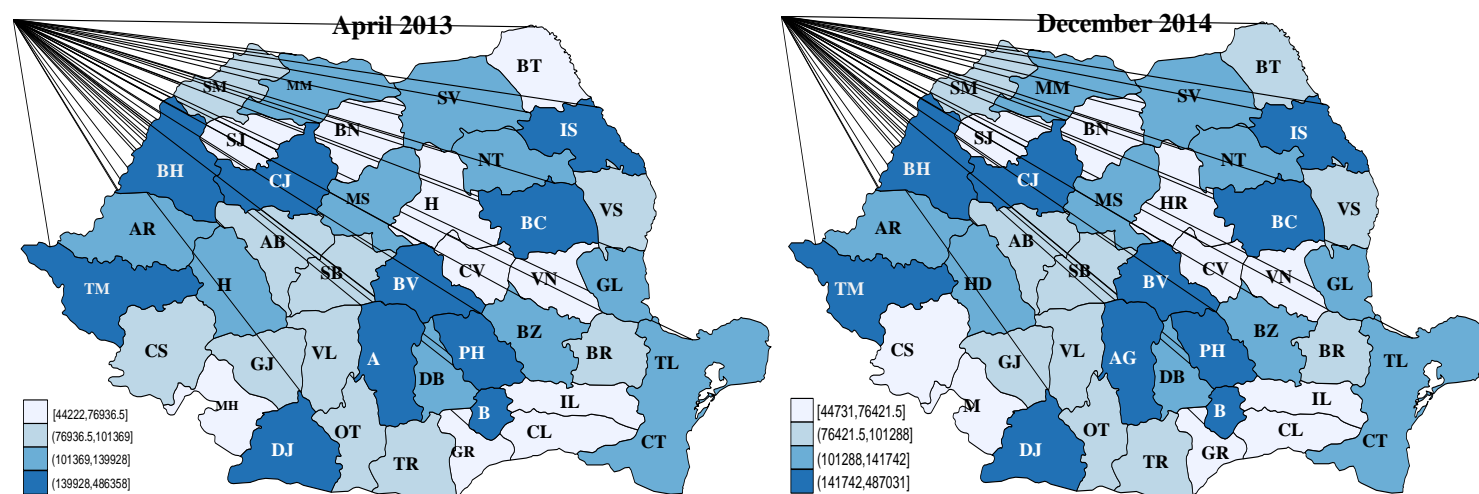 April 2013
BT
SM
MM
SV
IS
SJ
BN
NT
BH
CJ
MS
H
BC
VS
AR
AB
SB
CV
VN
TM
H
BV
GL
CS
GJ
VL
A
PH
BZ
BR
TL
DB
MH
B
IL
DJ
OT
TR
GR
CL
CT
[44222,76936.5]
(76936.5,101369]
(101369,139928]
(139928,486358]
December 2014
BT
SM
MM
SV
IS
SJ
BN
NT
BH
CJ
MS
HR
BC
VS
AR
AB
SB
CV
VN
TM
HD
BV
GL
CS
GJ
VL
AG
PH
BZ
BR
TL
DB
M
B
IL
DJ
OT
TR
GR
CL
CT
[44731,76421.5]
(76421.5,101288]
(101288,141742]
(141742,487031]